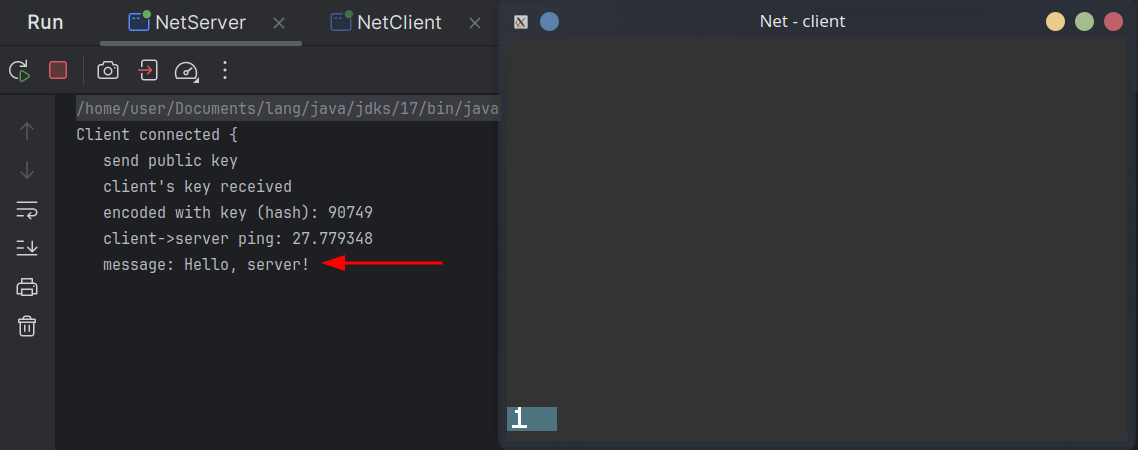 Run NetServer NetClient
/home/user/Documents/lang/java/jdks/17/bin/java
Client connected {
send public key
client's key received
encoded with key (hash): 90749
client->server ping: 27.779348
message: Hello, server!
Net - client
1